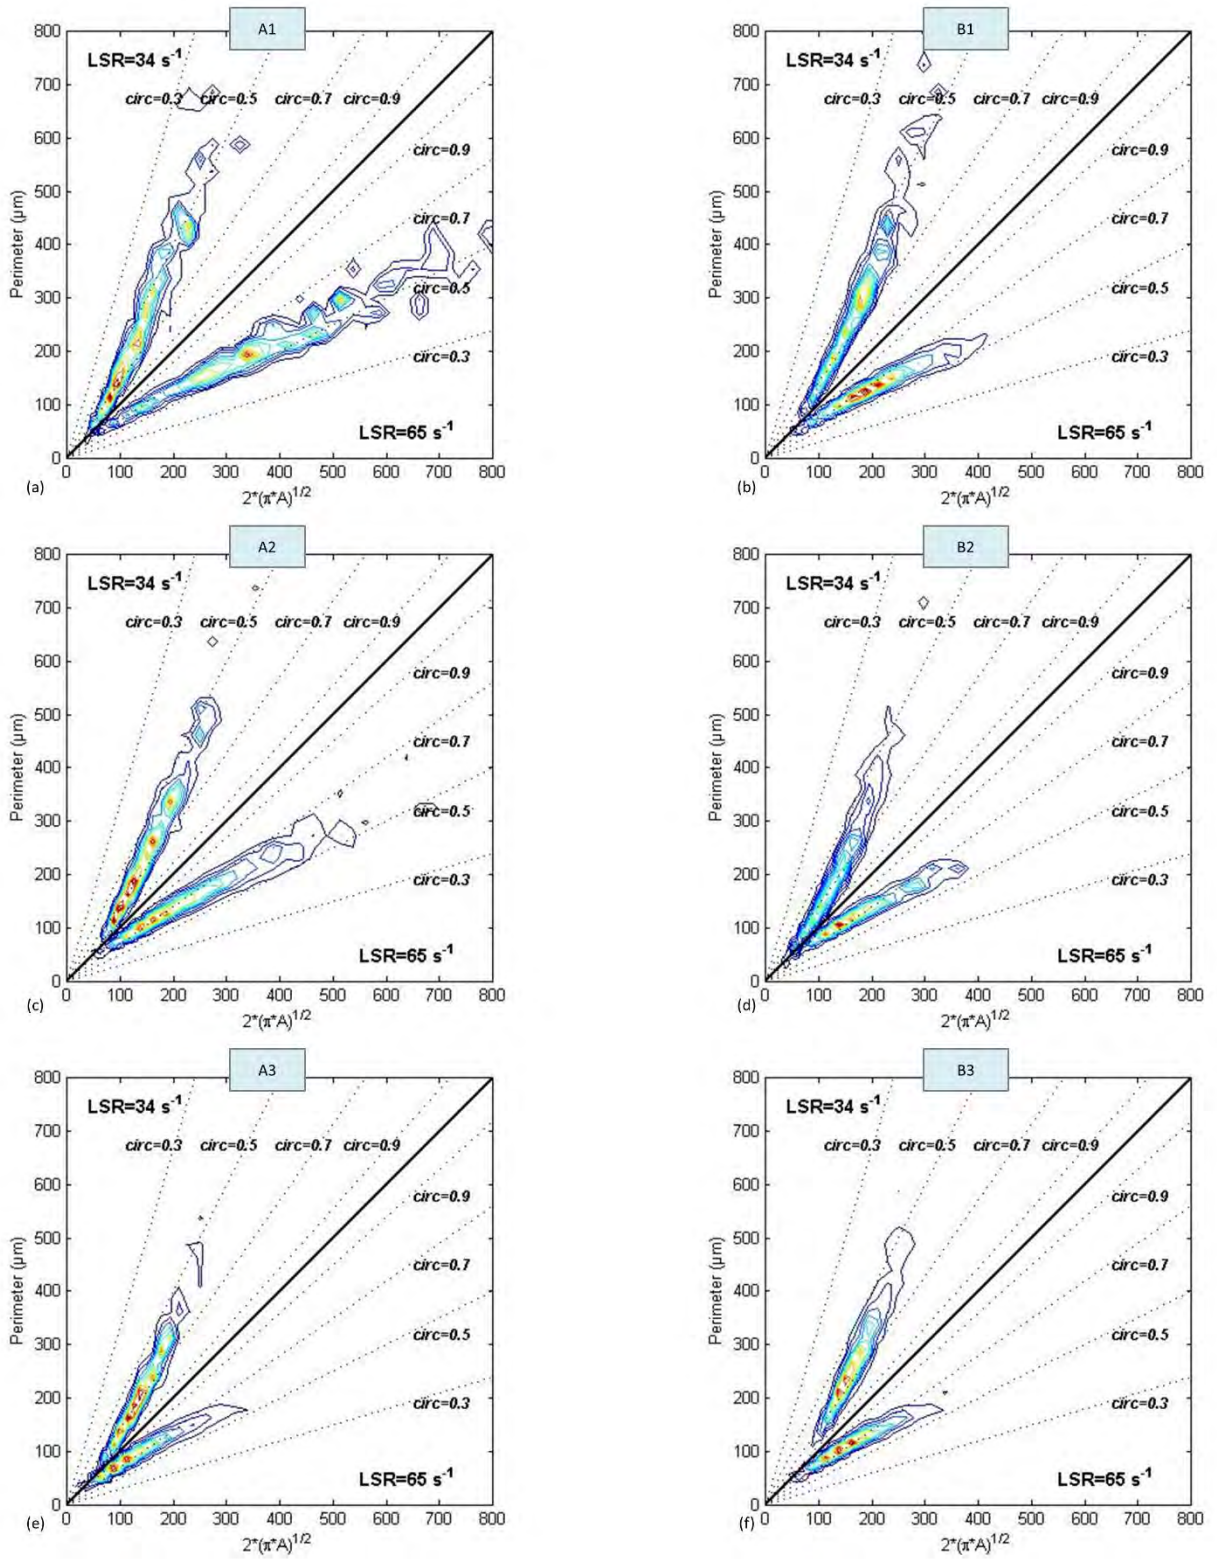 A1
B1
800
LSR=34 s⁻¹
circ=0.3 circ=0.5 circ=0.7 circ=0.9
circ=0.9
circ=0.7
circ=0.5
circ=0.3
LSR=65 s⁻¹
700
600
500
400
300
200
100
0
Perimeter (µm)
0 100 200 300 400 500 600 700 800
(a)
2*(π*A)^1/2
800
LSR=34 s⁻¹
circ=0.3 circ=0.5 circ=0.7 circ=0.9
circ=0.9
circ=0.7
circ=0.5
circ=0.3
LSR=65 s⁻¹
700
600
500
400
300
200
100
0
Perimeter (µm)
0 100 200 300 400 500 600 700 800
(b)
2*(π*A)^1/2
A2
B2
800
LSR=34 s⁻¹
circ=0.3 circ=0.5 circ=0.7 circ=0.9
circ=0.9
circ=0.7
circ=0.5
circ=0.3
LSR=65 s⁻¹
700
600
500
400
300
200
100
0
Perimeter (µm)
0 100 200 300 400 500 600 700 800
(c)
2*(π*A)^1/2
800
LSR=34 s⁻¹
circ=0.3 circ=0.5 circ=0.7 circ=0.9
circ=0.9
circ=0.7
circ=0.5
circ=0.3
LSR=65 s⁻¹
700
600
500
400
300
200
100
0
Perimeter (µm)
0 100 200 300 400 500 600 700 800
(d)
2*(π*A)^1/2
A3
B3
800
LSR=34 s⁻¹
circ=0.3 circ=0.5 circ=0.7 circ=0.9
circ=0.9
circ=0.7
circ=0.5
circ=0.3
LSR=65 s⁻¹
700
600
500
400
300
200
100
0
Perimeter (µm)
0 100 200 300 400 500 600 700 800
(e)
2*(π*A)^1/2
800
LSR=34 s⁻¹
circ=0.3 circ=0.5 circ=0.7 circ=0.9
circ=0.9
circ=0.7
circ=0.5
circ=0.3
LSR=65 s⁻¹
700
600
500
400
300
200
100
0
Perimeter (µm)
0 100 200 300 400 500 600 700 800
(f)
2*(π*A)^1/2